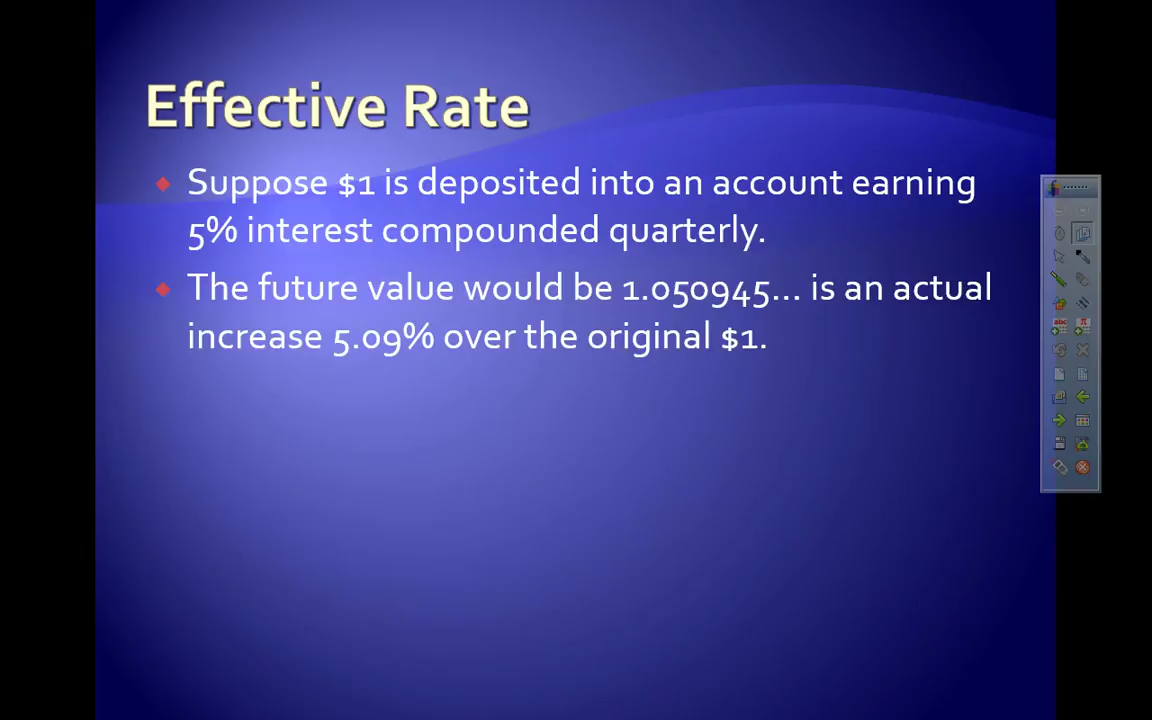 Effective Rate
Suppose $1 is deposited into an account earning
5% interest compounded quarterly.
The future value would be 1.050945... is an actual
increase 5.09% over the original $1.
abc
π